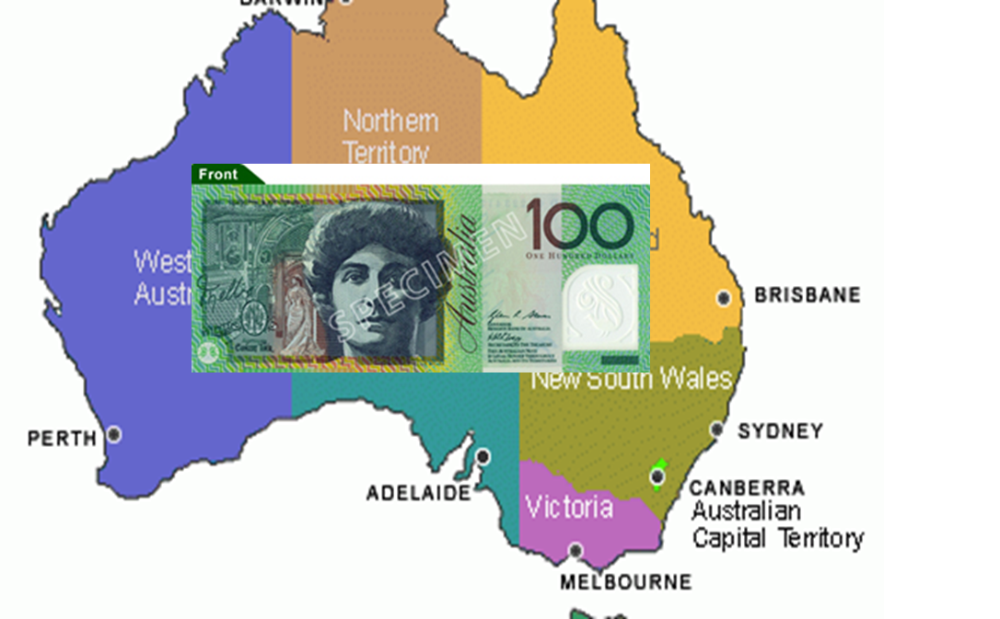 DARWIN
Northern
Territory
Front
100
ONE HUNDRED DOLLARS
SPECIMEN
Australia
West
Austr
d
BRISBANE
New South Wales
PERTH
SYDNEY
ADELAIDE
CANBERRA
Australian
Capital Territory
Victoria
MELBOURNE